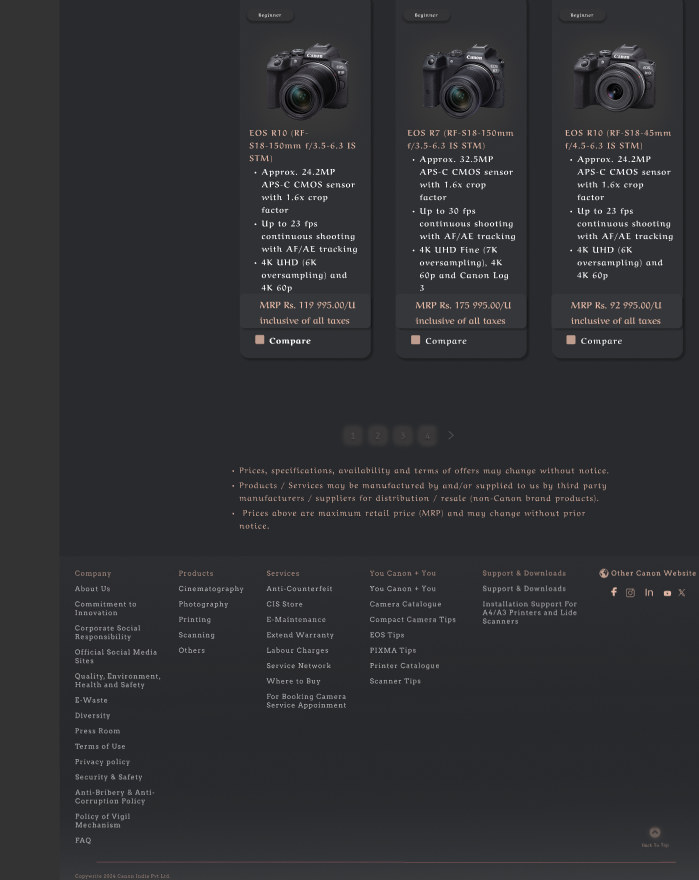 Beginner
Beginner
Beginner
Canon
Canon
Canon
EOS R10 (RF-
S18-150mm f/3.5-6.3 IS
STM)
• Approx. 24.2MP
APS-C CMOS sensor
with 1.6x crop
factor
• Up to 23 fps
continuous shooting
with AF/AE tracking
• 4K UHD (6K
oversampling) and
4K 60p
MRP Rs. 119 995.00/U
inclusive of all taxes
Compare
EOS R7 (RF-S18-150mm
f/3.5-6.3 IS STM)
• Approx. 32.5MP
APS-C CMOS sensor
with 1.6x crop
factor
• Up to 30 fps
continuous shooting
with AF/AE tracking
• 4K UHD Fine (7K
oversampling), 4K
60p and Canon Log
3
MRP Rs. 175 995.00/U
inclusive of all taxes
Compare
EOS R10 (RF-S18-45mm
f/4.5-6.3 IS STM)
• Approx. 24.2MP
APS-C CMOS sensor
with 1.6x crop
factor
• Up to 23 fps
continuous shooting
with AF/AE tracking
• 4K UHD (6K
oversampling) and
4K 60p
MRP Rs. 92 995.00/U
inclusive of all taxes
Compare
1 2 3 4
• Prices, specifications, availability and terms of offers may change without notice.
• Products / Services may be manufactured by and/or supplied to us by third party
manufacturers / suppliers for distribution / resale (non-Canon brand products).
• Prices above are maximum retail price (MRP) and may change without prior
notice.
Company
About Us
Commitment to
Innovation
Corporate Social
Responsibility
Official Social Media
Sites
Quality, Environment,
Health and Safety
E-Waste
Diversity
Press Room
Terms of Use
Privacy policy
Security & Safety
Anti-Bribery & Anti-
Corruption Policy
Policy of Vigil
Mechanism
FAQ
Products
Cinematography
Photography
Printing
Scanning
Others
Services
Anti-Counterfeit
CIS Store
E-Maintenance
Extend Warranty
Labour Charges
Service Network
Where to Buy
For Booking Camera
Service Appoinment
You Canon + You
You Canon + You
Camera Catalogue
Compact Camera Tips
EOS Tips
PIXMA Tips
Printer Catalogue
Scanner Tips
Support & Downloads
Support & Downloads
Installation Support For
A4/A3 Printers and Lide
Scanners
Other Canon Website
Back To Top
Copywrite 2024 Canon India Pvt Ltd.